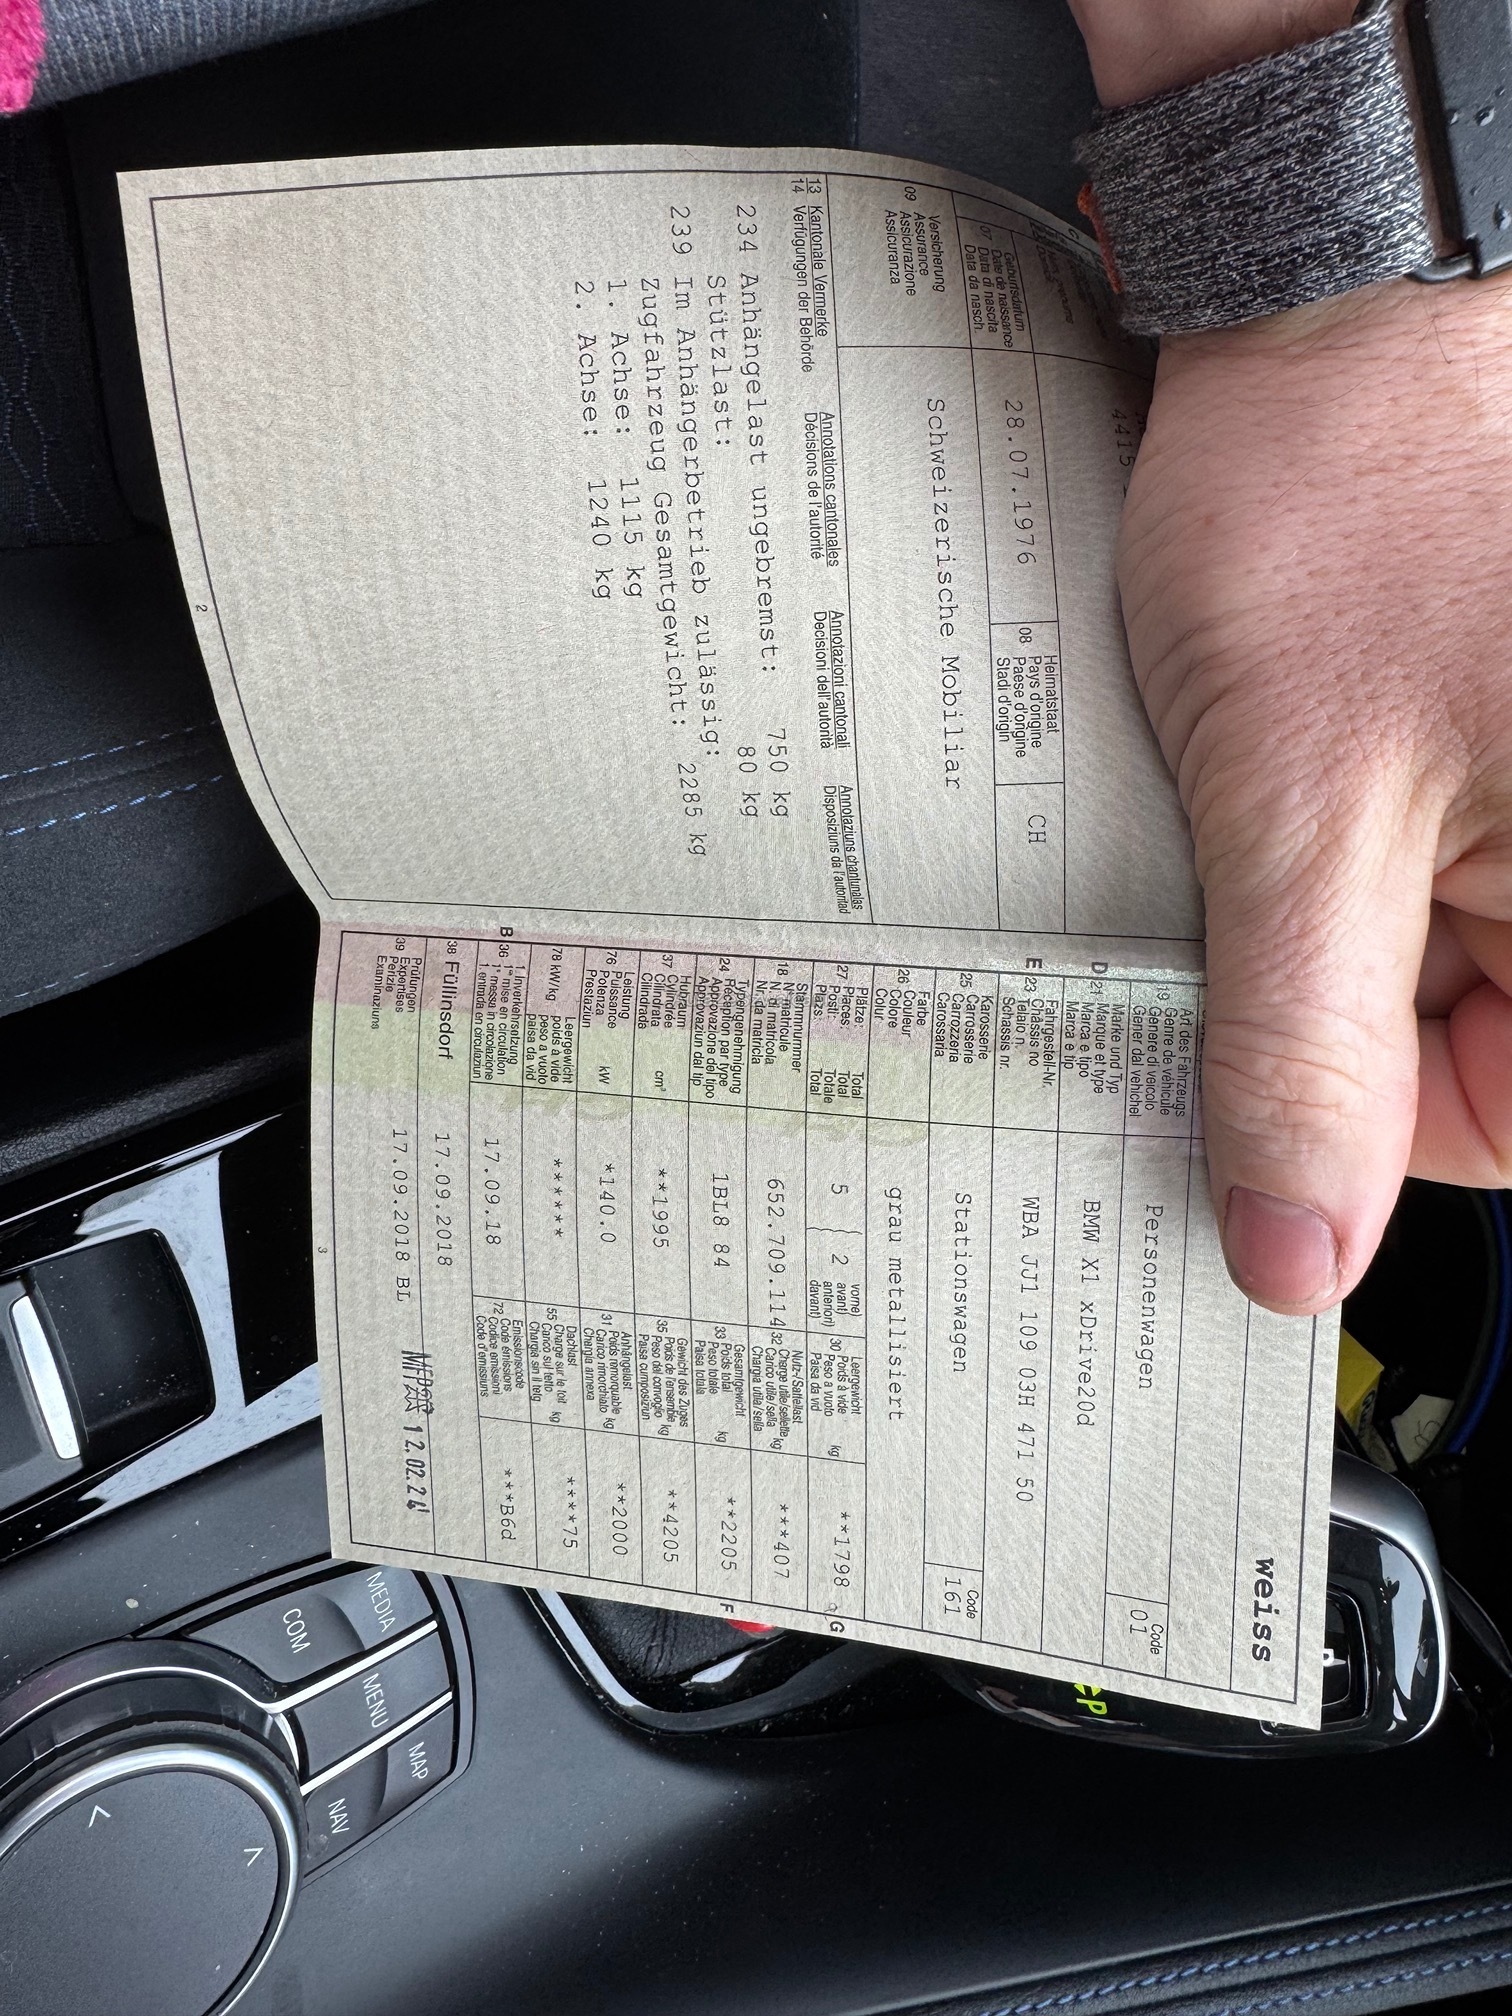 4415
Geburtsdatum
Date de naissance
07 Data di nascita
Data da nasch.
28.07.1976
Heimatstaat
08 Pays d'origine
Paese d'origine
Stadi d'origin
CH
Versicherung
09 Assurance
Assicurazione
Assicuranza
Schweizerische Mobiliar
13 Kantonale Vermerke Annotations cantonales Annotazioni cantonali Annotaziuns chantunalas
14 Verfügungen der Behörde Décisions de l'autorité Decisioni dell'autorità Disposiziuns da l'autoritad
234 Anhängelast ungebremst: 750 kg
Stützlast: 80 kg
239 Im Anhängerbetrieb zulässig:
Zugfahrzeug Gesamtgewicht: 2285 kg
1. Achse: 1115 kg
2. Achse: 1240 kg
2
weiss
Art des Fahrzeugs
19 Genre de véhicule
Genere di veicolo
Gener dal vehichel
Personenwagen
Code
01
Marke und Typ
D 21 Marque et type
Marca e tipo
Marca e tip
BMW X1 xDrive20d
Fahrgestell-Nr.
E 23 Châssis no
Telaio n.
Schassis nr.
WBA JJ1 109 03H 471 50
Karosserie
25 Carrosserie
Carrozzeria
Carossaria
Stationswagen
Code
161
Farbe
26 Couleur
Colore
Colur
grau metallisiert
Plätze: Total
27 Places: Total
Posti: Totale
Plazs: Total
5 { 2
vorne)
avant)
anteriori)
davant)
Leergewicht
30 Poids à vide
Peso a vuoto kg
Paisa da vid
**1798 G
Stammnummer
18 N° matricule
N. di matricola
Nr. da matricla
652.709.114
Nutz-/Sattellast
32 Charge utile/sellette kg
Carico utile/sella
Chargia utila/sella
***407
Typengenehmigung
24 Réception par type
Approvazione del tipo
Approvaziun dal tip
1BL8 84
Gesamtgewicht
33 Poids total kg
Peso totale
Paisa totala
**2205 F
Hubraum
37 Cylindrée cm³
Cilindrata
Cilindrada
**1995
Gewicht des Zuges
35 Poids de l'ensemble kg
Peso del convoglio
Paisa cumposiziun
**4205
Leistung
76 Puissance kW
Potenza
Prestaziun
*140.0
Anhängelast
31 Poids remorquable kg
Carico rimorchiato
Chargia annexa
**2000
Leergewicht
78 kW/kg poids à vide
peso a vuoto
paisa da vid
******
Dachlast
55 Charge sur le toit kg
Carico sul tetto
Chargia sin il tetg
****75
B 36 1. Inverkehrsetzung
1re mise en circulation
1a messa in circolazione
1. entrada en circulaziun
17.09.18
Emissionscode
72 Code émissions
Codice emissioni
Code d'emissiuns
***B6d
38 Füllinsdorf
17.09.2018
Prüfungen
39 Expertises
Perizie
Examinaziuns
17.09.2018 BL
12.02.24
3
P
MEDIA
COM
MENU
MAP
NAV